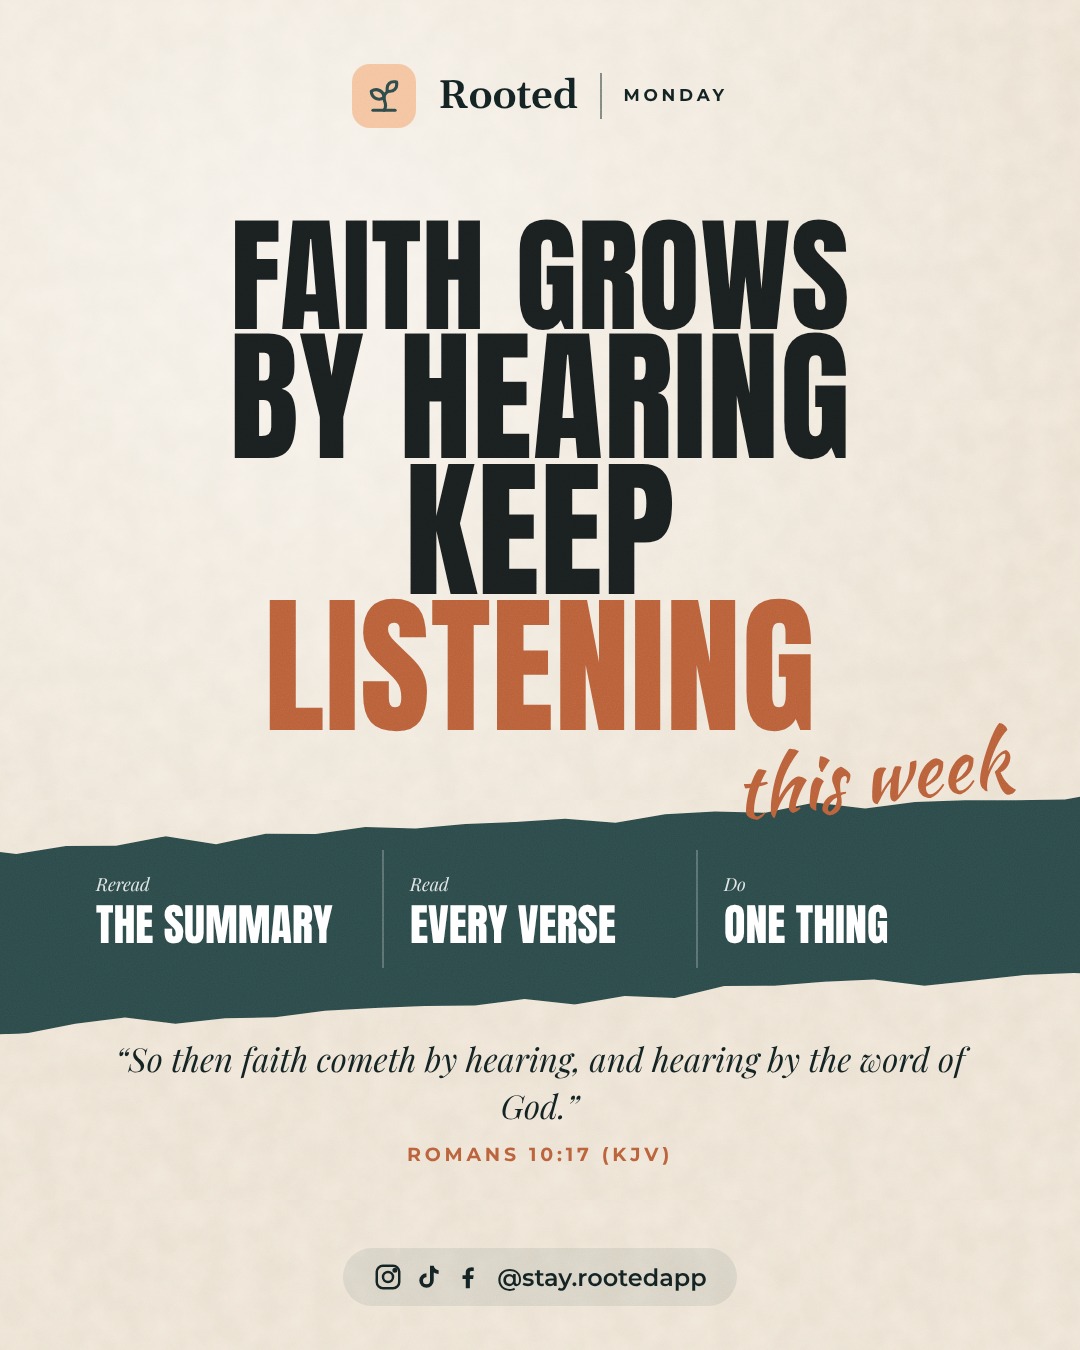 Rooted | MONDAY
FAITH GROWS
BY HEARING
KEEP
LISTENING
this week
Reread
THE SUMMARY
Read
EVERY VERSE
Do
ONE THING
“So then faith cometh by hearing, and hearing by the word of
God.”
ROMANS 10:17 (KJV)
@stay.rootedapp